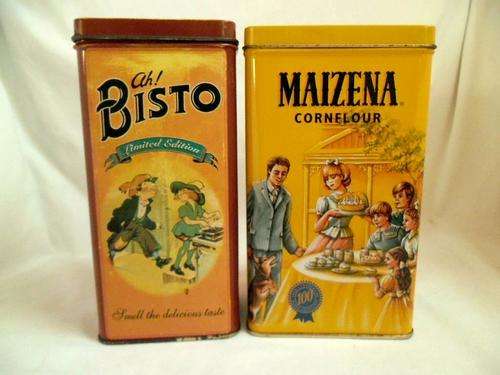 Ah!
BISTO
Limited Edition
Smell the delicious taste
MAIZENA®
CORNFLOUR
100